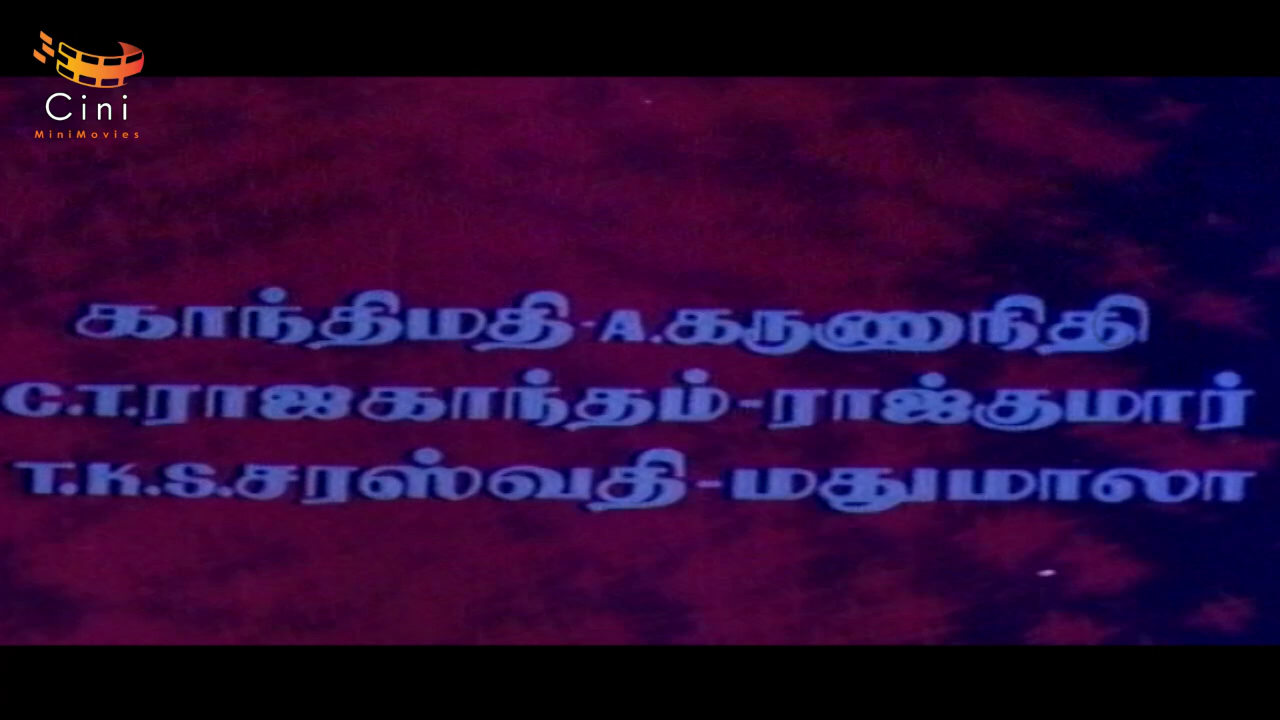 Cini
MiniMovies
காந்திமதி - A.கருணாநிதி
C.T.ராஜகாந்தம் - ராஜ்குமார்
T.K.S.சரஸ்வதி - மதுமாலா